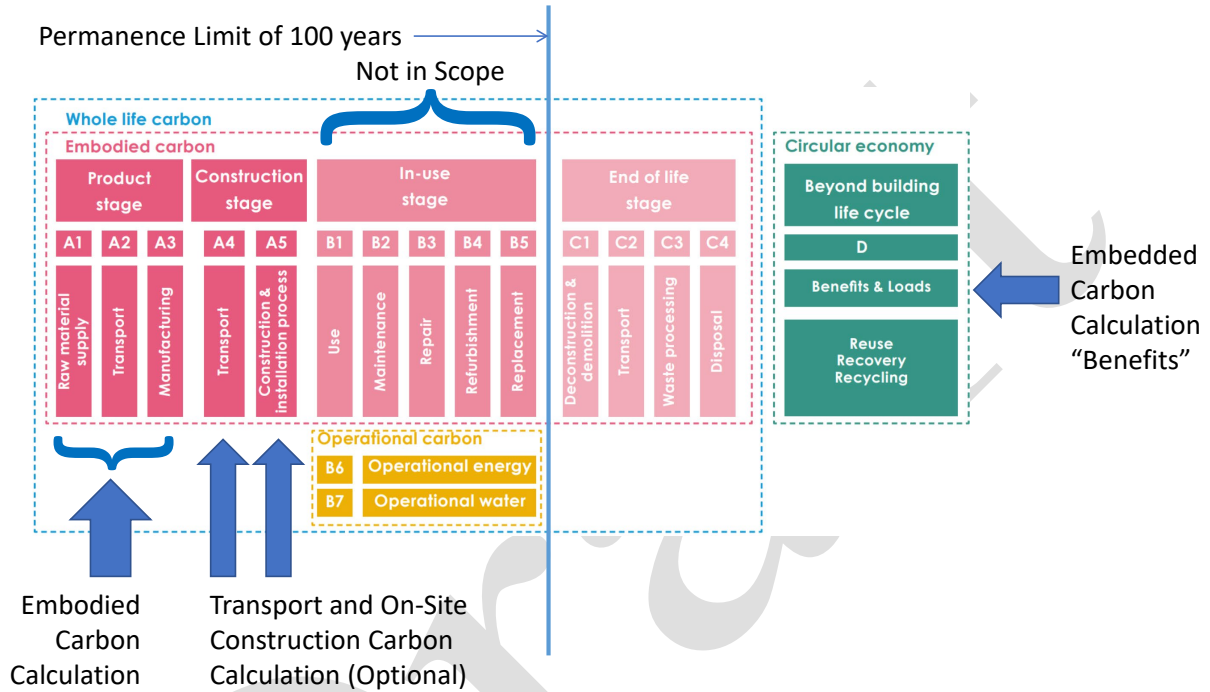 Permanence Limit of 100 years
Not in Scope
Whole life carbon
Embodied carbon
Product
stage
Construction
stage
In-use
stage
End of life
stage
A1 A2 A3 A4 A5 B1 B2 B3 B4 B5 C1 C2 C3 C4
Raw material
supply
Transport
Manufacturing
Transport
Construction &
installation process
Use
Maintenance
Repair
Refurbishment
Replacement
Deconstruction &
demolition
Transport
Waste processing
Disposal
Operational carbon
B6 Operational energy
B7 Operational water
Circular economy
Beyond building
life cycle
D
Benefits & Loads
Reuse
Recovery
Recycling
Embedded
Carbon
Calculation
“Benefits”
Embodied
Carbon
Calculation
Transport and On-Site
Construction Carbon
Calculation (Optional)